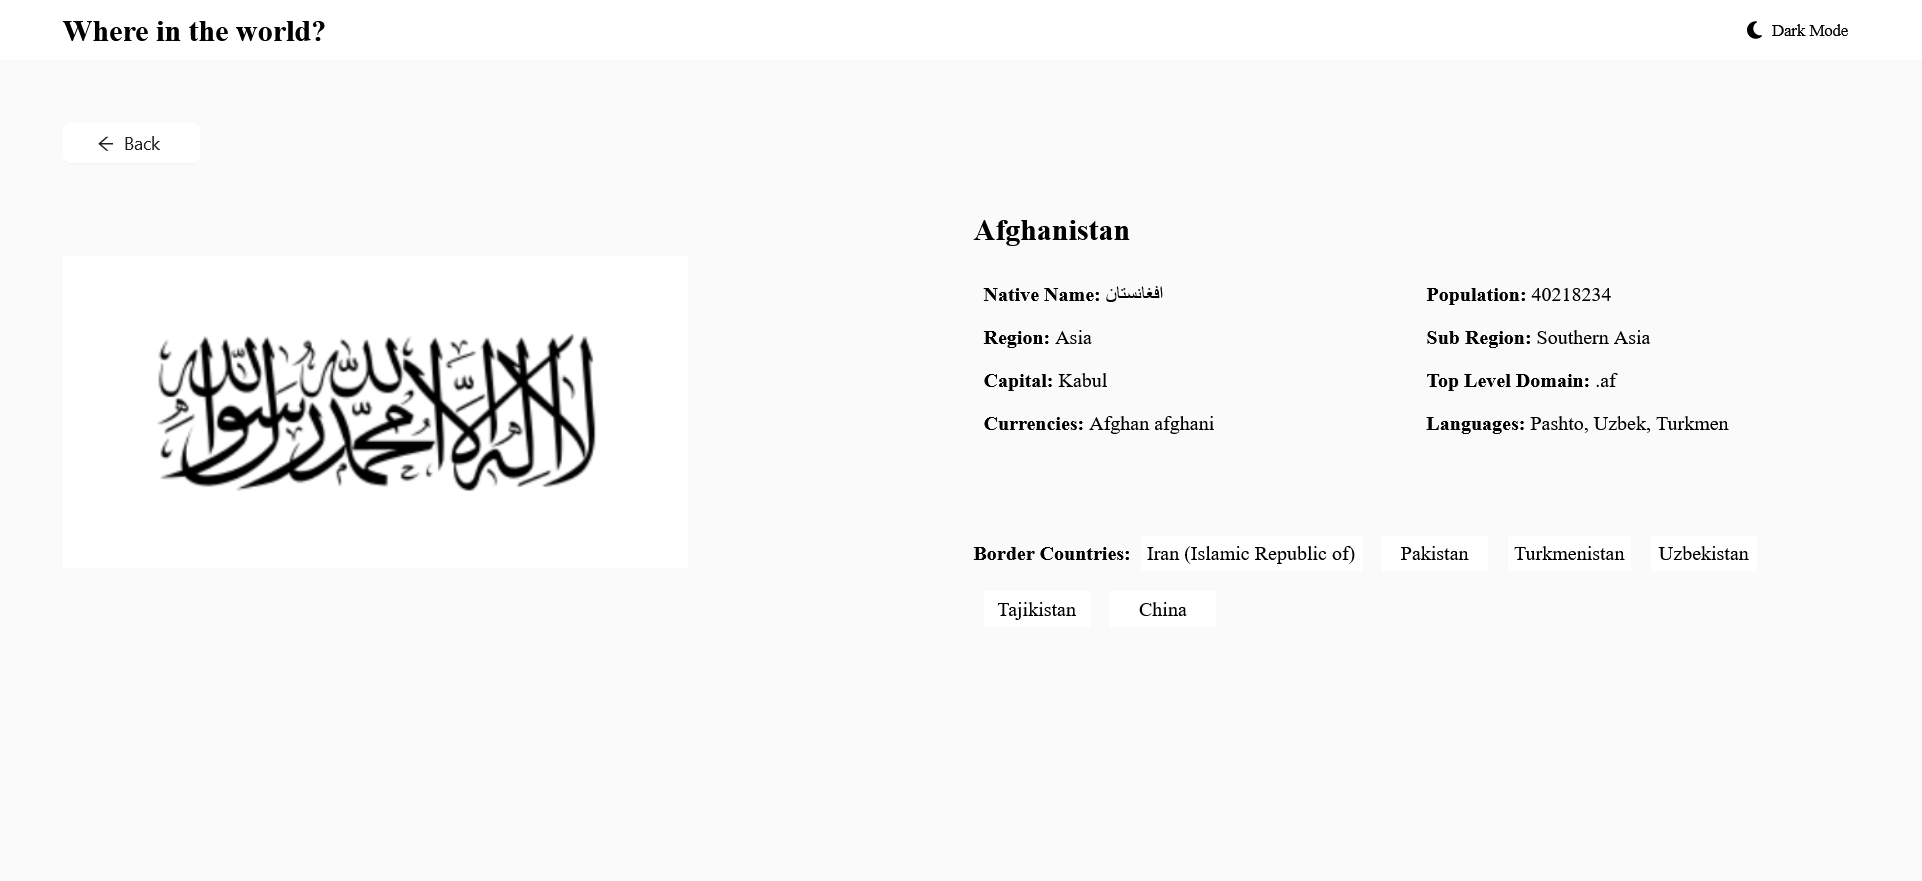 Where in the world?
Dark Mode
Back
لا إله إلا الله محمد رسول الله
Afghanistan
Native Name: افغانستان
Population: 40218234
Region: Asia
Sub Region: Southern Asia
Capital: Kabul
Top Level Domain: .af
Currencies: Afghan afghani
Languages: Pashto, Uzbek, Turkmen
Border Countries: Iran (Islamic Republic of) Pakistan Turkmenistan Uzbekistan
Tajikistan China